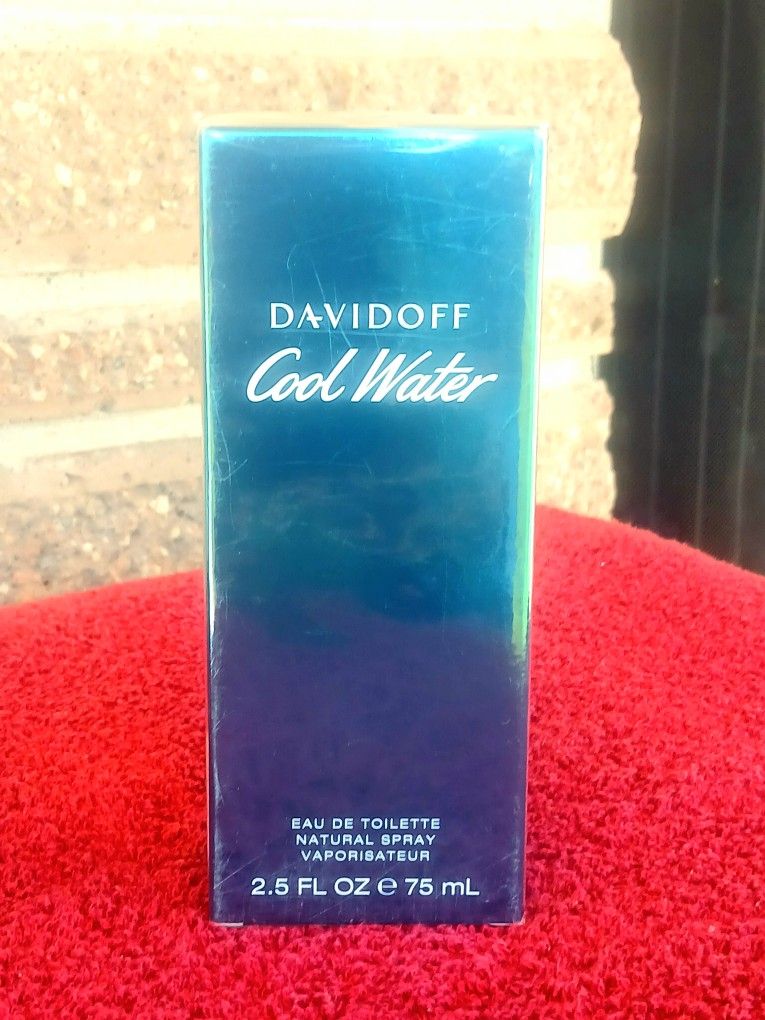 DAVIDOFF
Cool Water
EAU DE TOILETTE
NATURAL SPRAY
VAPORISATEUR
2.5 FL OZ ℮ 75 mL